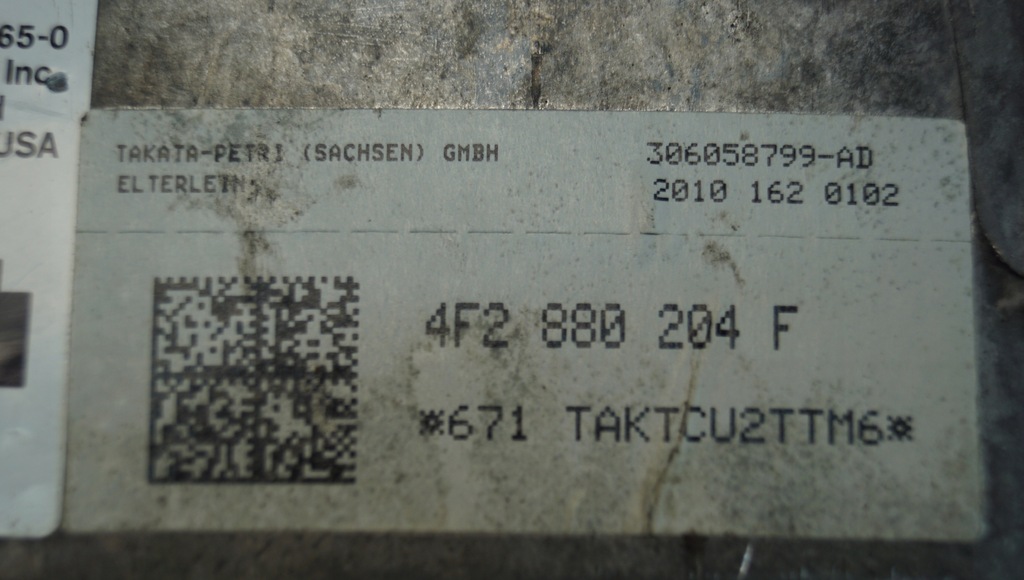 65-0
Inc.
USA
TAKATA-PETRI (SACHSEN) GMBH
306058799-AD
ELTERLEIN
2010 162 0102
4F2 880 204 F
*671 TAKTCU2TTM6*